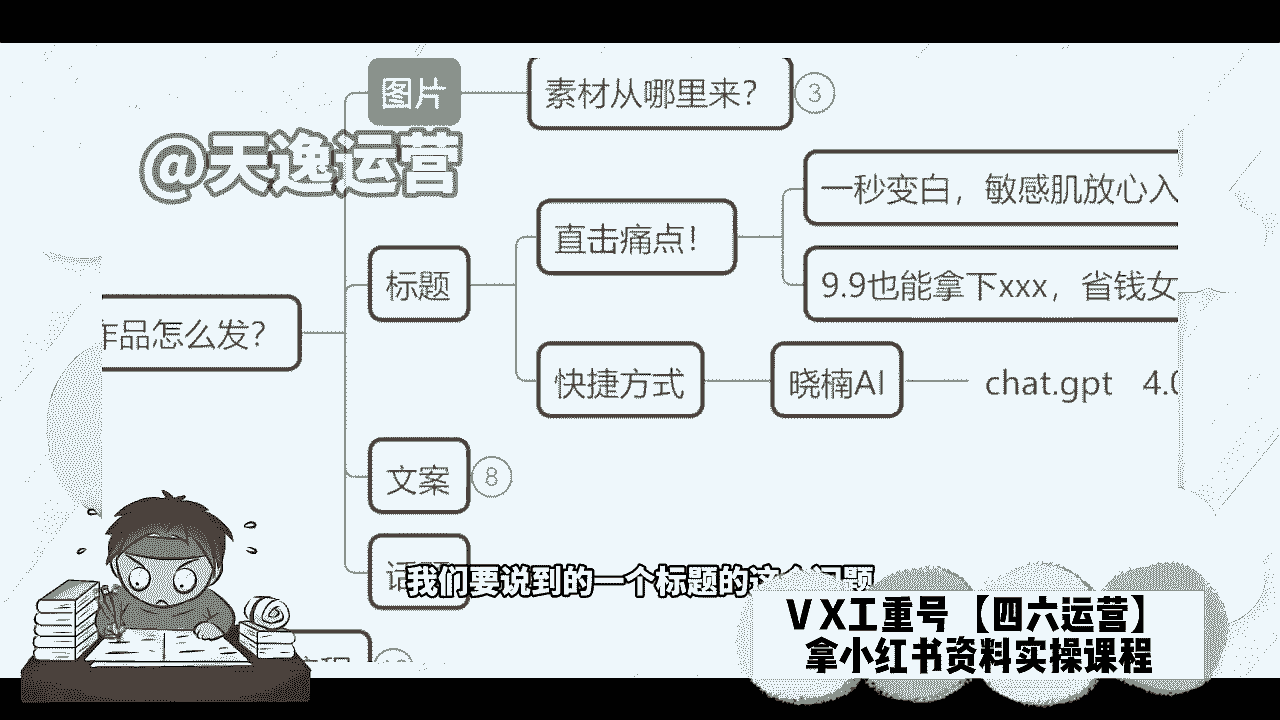 图片
素材从哪里来?
3
@天逸运营
一秒变白，敏感肌放心入
直击痛点!
标题
9.9也能拿下xxx，省钱女
作品怎么发?
快捷方式
晓楠AI
chat.gpt 4.0
文案
8
我们要说到的一个标题的这个问题
VX工重号【四六运营】
拿小红书资料实操课程